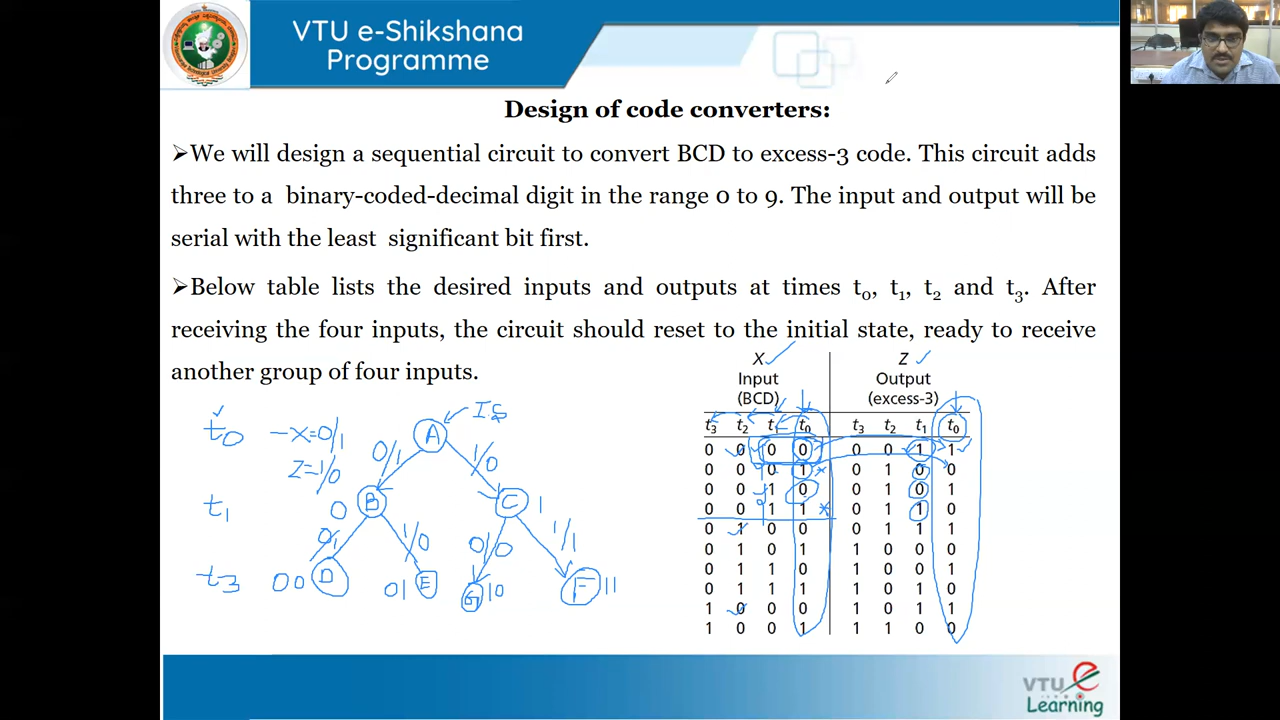 VTU e-Shikshana
Programme
Design of code converters:
➢We will design a sequential circuit to convert BCD to excess-3 code. This circuit adds
three to a binary-coded-decimal digit in the range 0 to 9. The input and output will be
serial with the least significant bit first.
➢Below table lists the desired inputs and outputs at times t0, t1, t2 and t3. After
receiving the four inputs, the circuit should reset to the initial state, ready to receive
another group of four inputs.
X Z
Input Output
(BCD) (excess-3)
t3 t2 t1 t0 t3 t2 t1 t0
0 0 0 0 0 0 1 1
0 0 0 1 0 1 0 0
0 0 1 0 0 1 0 1
0 0 1 1 0 1 1 0
0 1 0 0 0 1 1 1
0 1 0 1 1 0 0 0
0 1 1 0 1 0 0 1
0 1 1 1 1 0 1 0
1 0 0 0 1 0 1 1
1 0 0 1 1 1 0 0
t0 -X=0/1 A IS
Z=1/0 0/1 1/0
t1 0 B C 1
0/1 1/0 0/0 1/1
t3 00 D 01 E G 10 F 11
VTU e
Learning